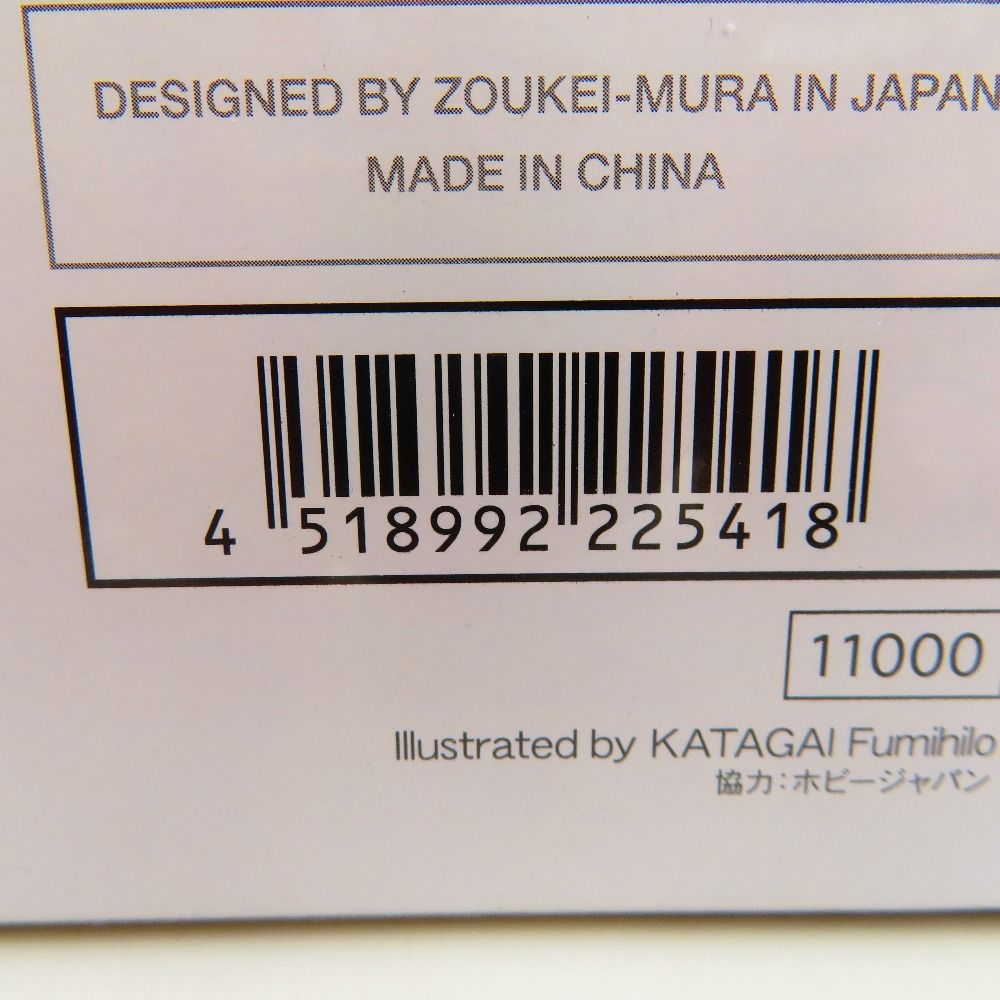 DESIGNED BY ZOUKEI-MURA IN JAPAN
MADE IN CHINA
4 518992 225418
11000
Illustrated by KATAGAI Fumihilo
協力：ホビージャパン